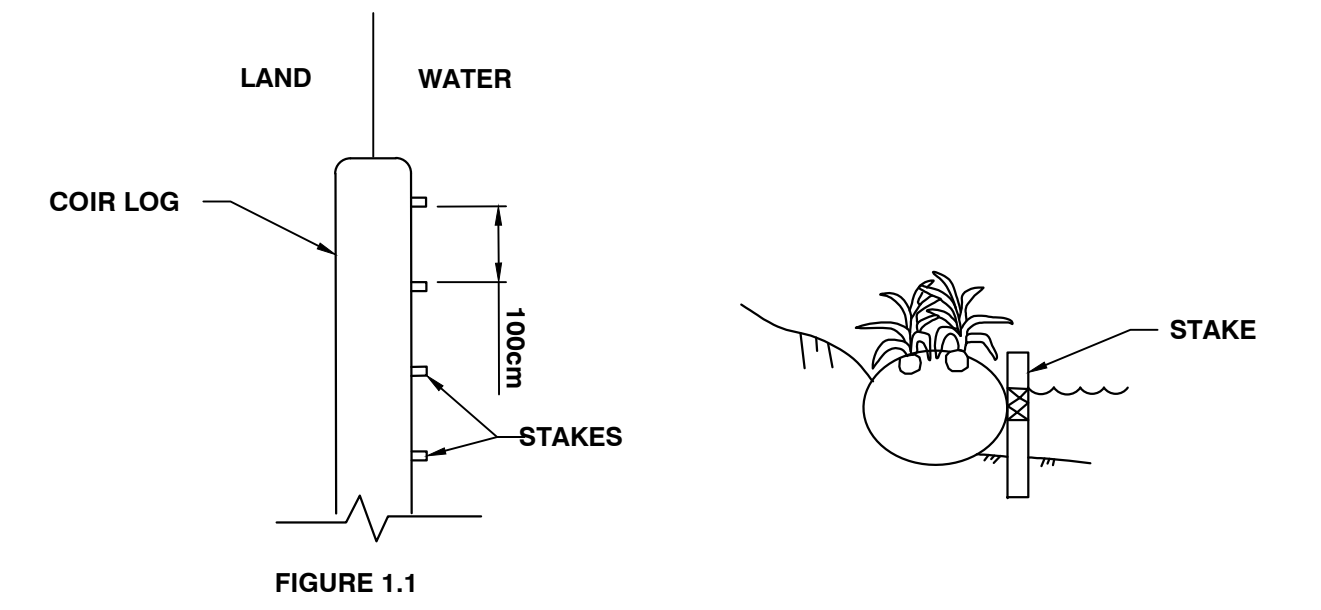 LAND
WATER
COIR LOG
100cm
STAKES
STAKE
FIGURE 1.1